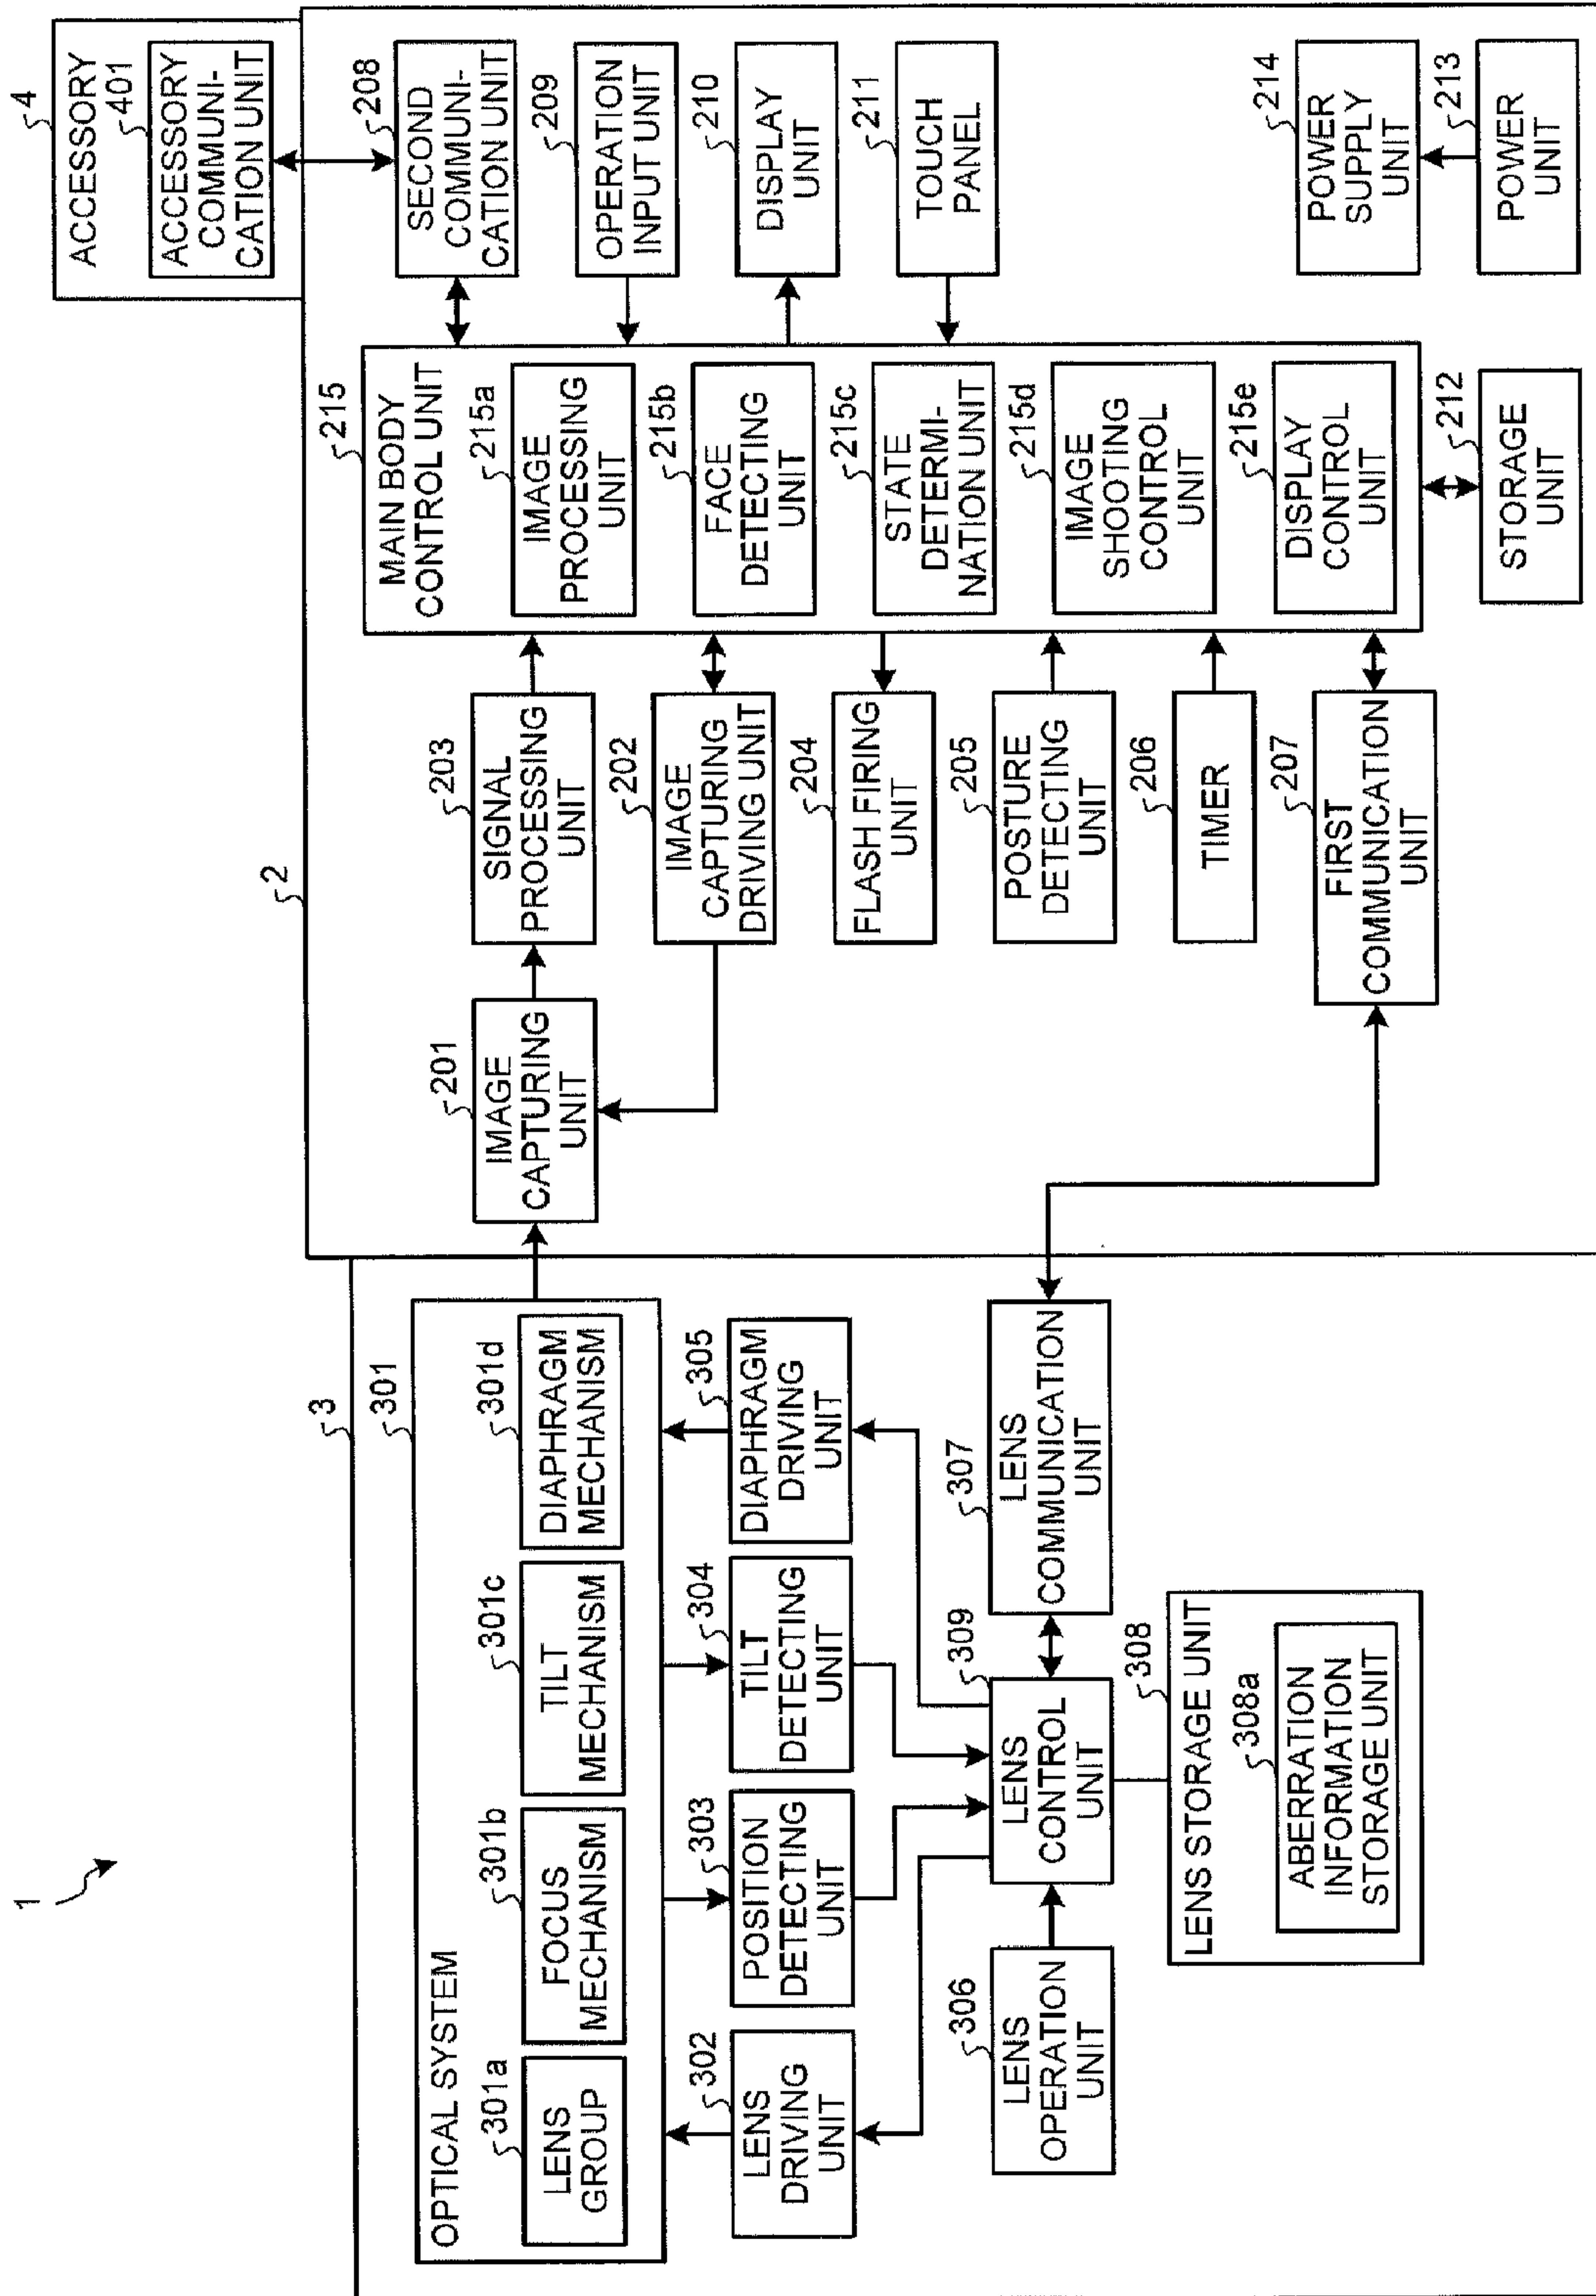 1
3
301
OPTICAL SYSTEM
301a
LENS
GROUP
301b
FOCUS
MECHANISM
301c
TILT
MECHANISM
301d
DIAPHRAGM
MECHANISM
302
LENS
DRIVING
UNIT
303
POSITION
DETECTING
UNIT
304
TILT
DETECTING
UNIT
305
DIAPHRAGM
DRIVING
UNIT
306
LENS
OPERATION
UNIT
309
LENS
CONTROL
UNIT
307
LENS
COMMUNICATION
UNIT
308
LENS STORAGE UNIT
308a
ABERRATION
INFORMATION
STORAGE UNIT
2
201
IMAGE
CAPTURING
UNIT
203
SIGNAL
PROCESSING
UNIT
202
IMAGE
CAPTURING
DRIVING UNIT
204
FLASH FIRING
UNIT
205
POSTURE
DETECTING
UNIT
206
TIMER
207
FIRST
COMMUNICATION
UNIT
215
MAIN BODY
CONTROL UNIT
215a
IMAGE
PROCESSING
UNIT
215b
FACE
DETECTING
UNIT
215c
STATE
DETERMI-
NATION UNIT
215d
IMAGE
SHOOTING
CONTROL
UNIT
215e
DISPLAY
CONTROL
UNIT
212
STORAGE
UNIT
4
ACCESSORY
401
ACCESSORY
COMMUNI-
CATION UNIT
208
SECOND
COMMUNI-
CATION UNIT
209
OPERATION
INPUT UNIT
210
DISPLAY
UNIT
211
TOUCH
PANEL
214
POWER
SUPPLY
UNIT
213
POWER
UNIT